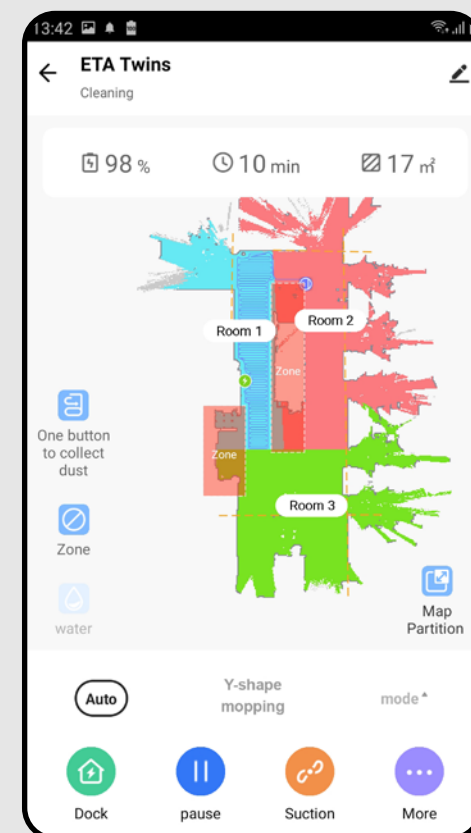 13:42
ETA Twins
Cleaning
98 %
10 min
17 ㎡
Room 1
Room 2
Zone
Zone
Room 3
One button
to collect
dust
Zone
water
Map
Partition
Auto
Y-shape
mopping
mode
Dock
pause
Suction
More